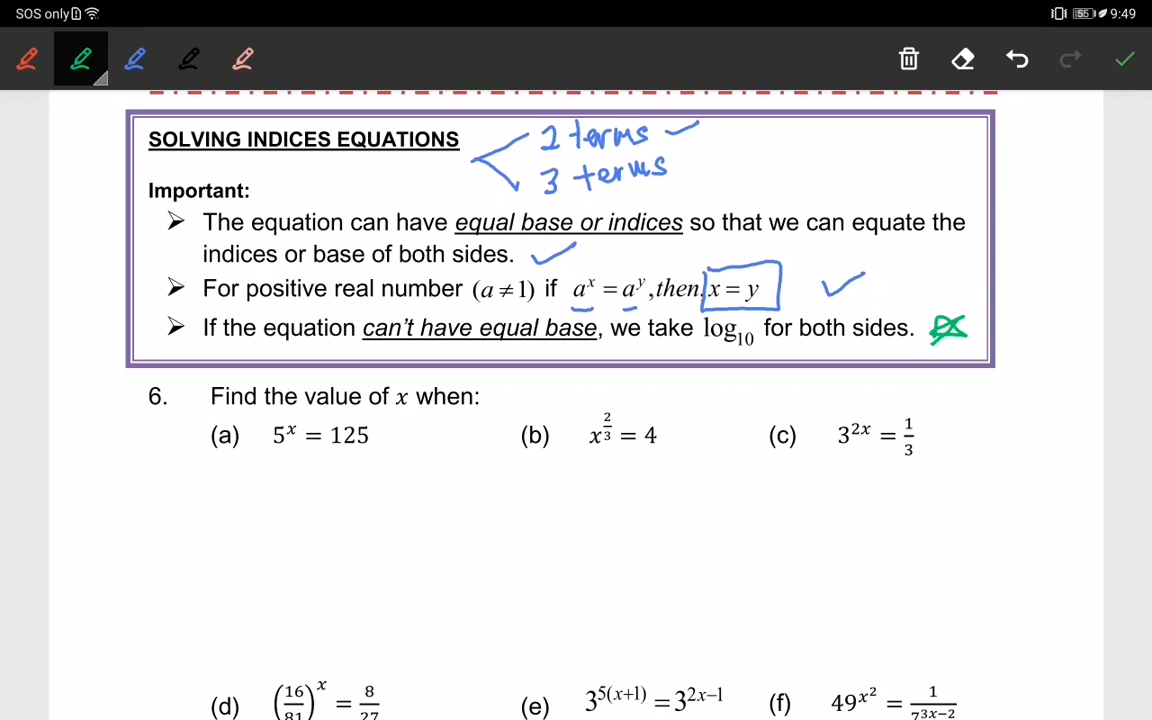 SOS only 55 9:49
SOLVING INDICES EQUATIONS
2 terms
3 terms
Important:
➢ The equation can have equal base or indices so that we can equate the
indices or base of both sides.
➢ For positive real number (a ≠ 1) if aˣ = aʸ, then, x = y
➢ If the equation can't have equal base, we take log₁₀ for both sides.
6. Find the value of x when:
(a) 5ˣ = 125 (b) x^(2/3) = 4 (c) 3^(2x) = 1/3
(d) (16/81)^x = 8/27 (e) 3^(5(x+1)) = 3^(2x−1) (f) 49^(x²) = 1/7^(3x−2)